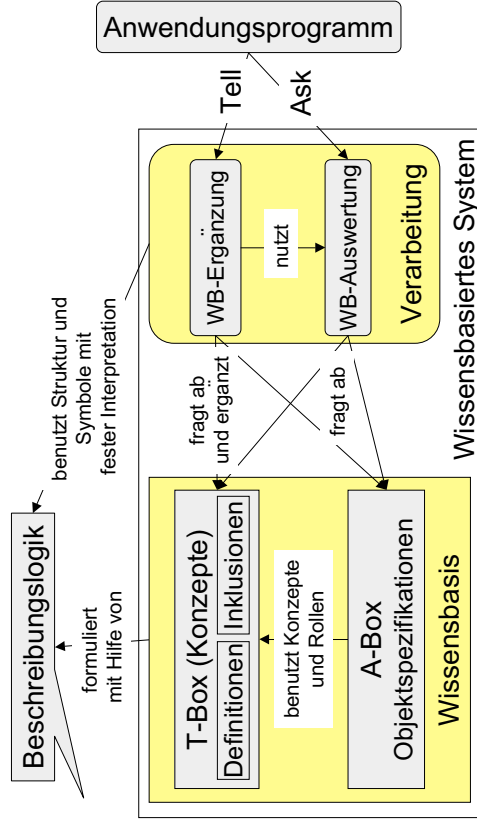 Beschreibungslogik
formuliert
mit Hilfe von
benutzt Struktur und
Symbole mit
fester Interpretation
T-Box (Konzepte)
Definitionen
Inklusionen
benutzt Konzepte
und Rollen
A-Box
Objektspezifikationen
Wissensbasis
fragt ab
und ergänzt
fragt ab
WB-Ergänzung
nutzt
WB-Auswertung
Verarbeitung
Wissensbasiertes System
Tell
Ask
Anwendungsprogramm